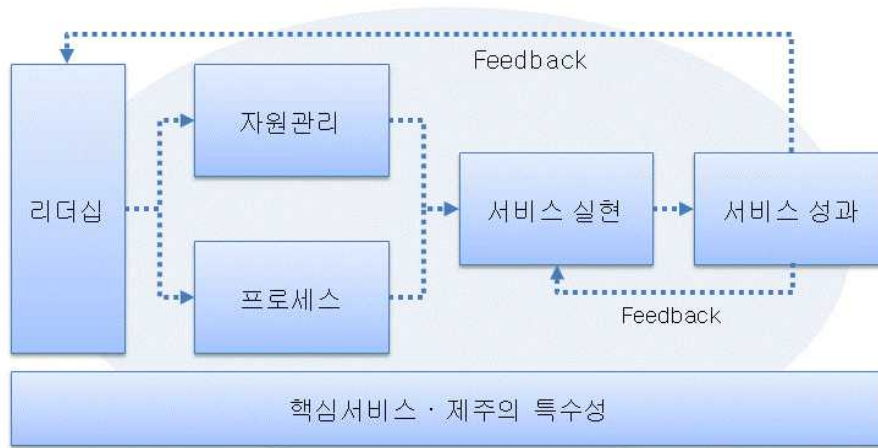 Feedback
자원관리
리더십
서비스 실현
서비스 성과
프로세스
Feedback
핵심서비스 · 제주의 특수성